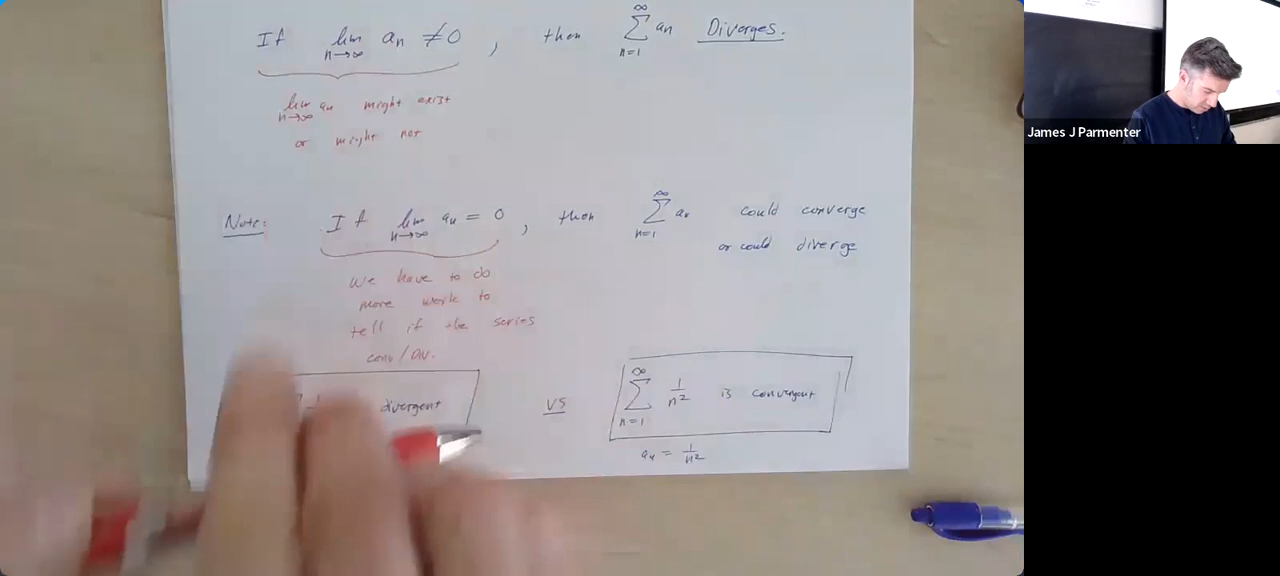 If lim n→∞ an ≠ 0, then ∞ Σ n=1 an Diverges.
lim n→∞ an might exist
or might not
Note: If lim n→∞ an = 0, then ∞ Σ n=1 an could converge
or could diverge
We have to do
more work to
tell if the series
conv/Div.
divergent vs ∞ Σ n=1 1/n² is convergent
an = 1/n²
James J Parmenter